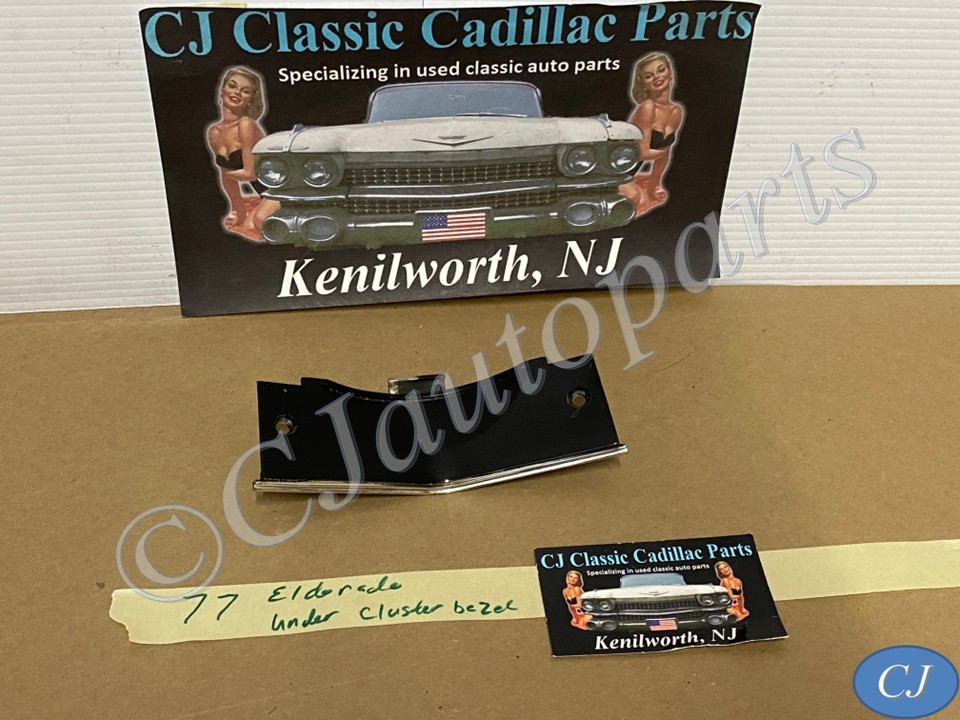 CJ Classic Cadillac Parts
Specializing in used classic auto parts
Kenilworth, NJ
©CJautoparts
77 Eldorado
under cluster bezel
CJ Classic Cadillac Parts
Specializing in used classic auto parts
Kenilworth, NJ
CJ